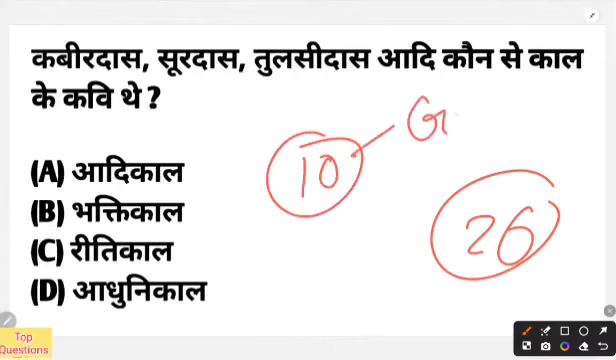 कबीरदास, सूरदास, तुलसीदास आदि कौन से काल
के कवि थे ?
(A) आदिकाल
(B) भक्तिकाल
(C) रीतिकाल
(D) आधुनिकाल
10
G
26
Top
Questions